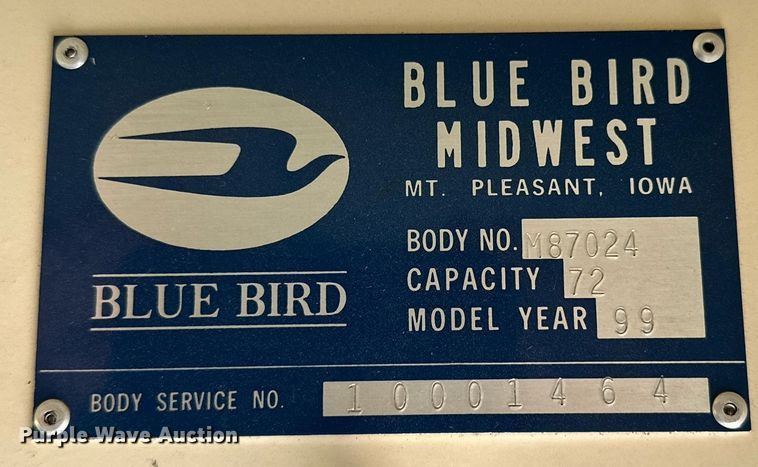 BLUE BIRD
MIDWEST
MT. PLEASANT, IOWA
BODY NO. M87024
CAPACITY 72
MODEL YEAR 99
BLUE BIRD
BODY SERVICE NO. 10001464
Purple Wave Auction